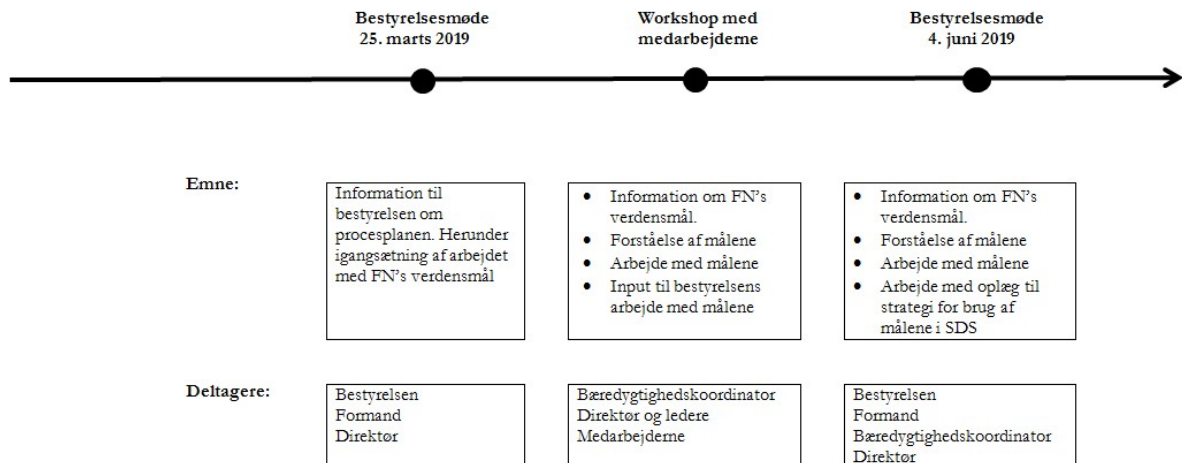 Bestyrelsesmøde
25. marts 2019
Workshop med
medarbejderne
Bestyrelsesmøde
4. juni 2019
Emne:
Information til
bestyrelsen om
procesplanen. Herunder
igangsætning af arbejdet
med FN's verdensmål
• Information om FN's
verdensmål.
• Forståelse af målene
• Arbejde med målene
• Input til bestyrelsens
arbejde med målene
• Information om FN's
verdensmål.
• Forståelse af målene
• Arbejde med målene
• Arbejde med oplæg til
strategi for brug af
målene i SDS
Deltagere:
Bestyrelsen
Formand
Direktør
Bæredygtighedskoordinator
Direktør og ledere
Medarbejderne
Bestyrelsen
Formand
Bæredygtighedskoordinator
Direktør